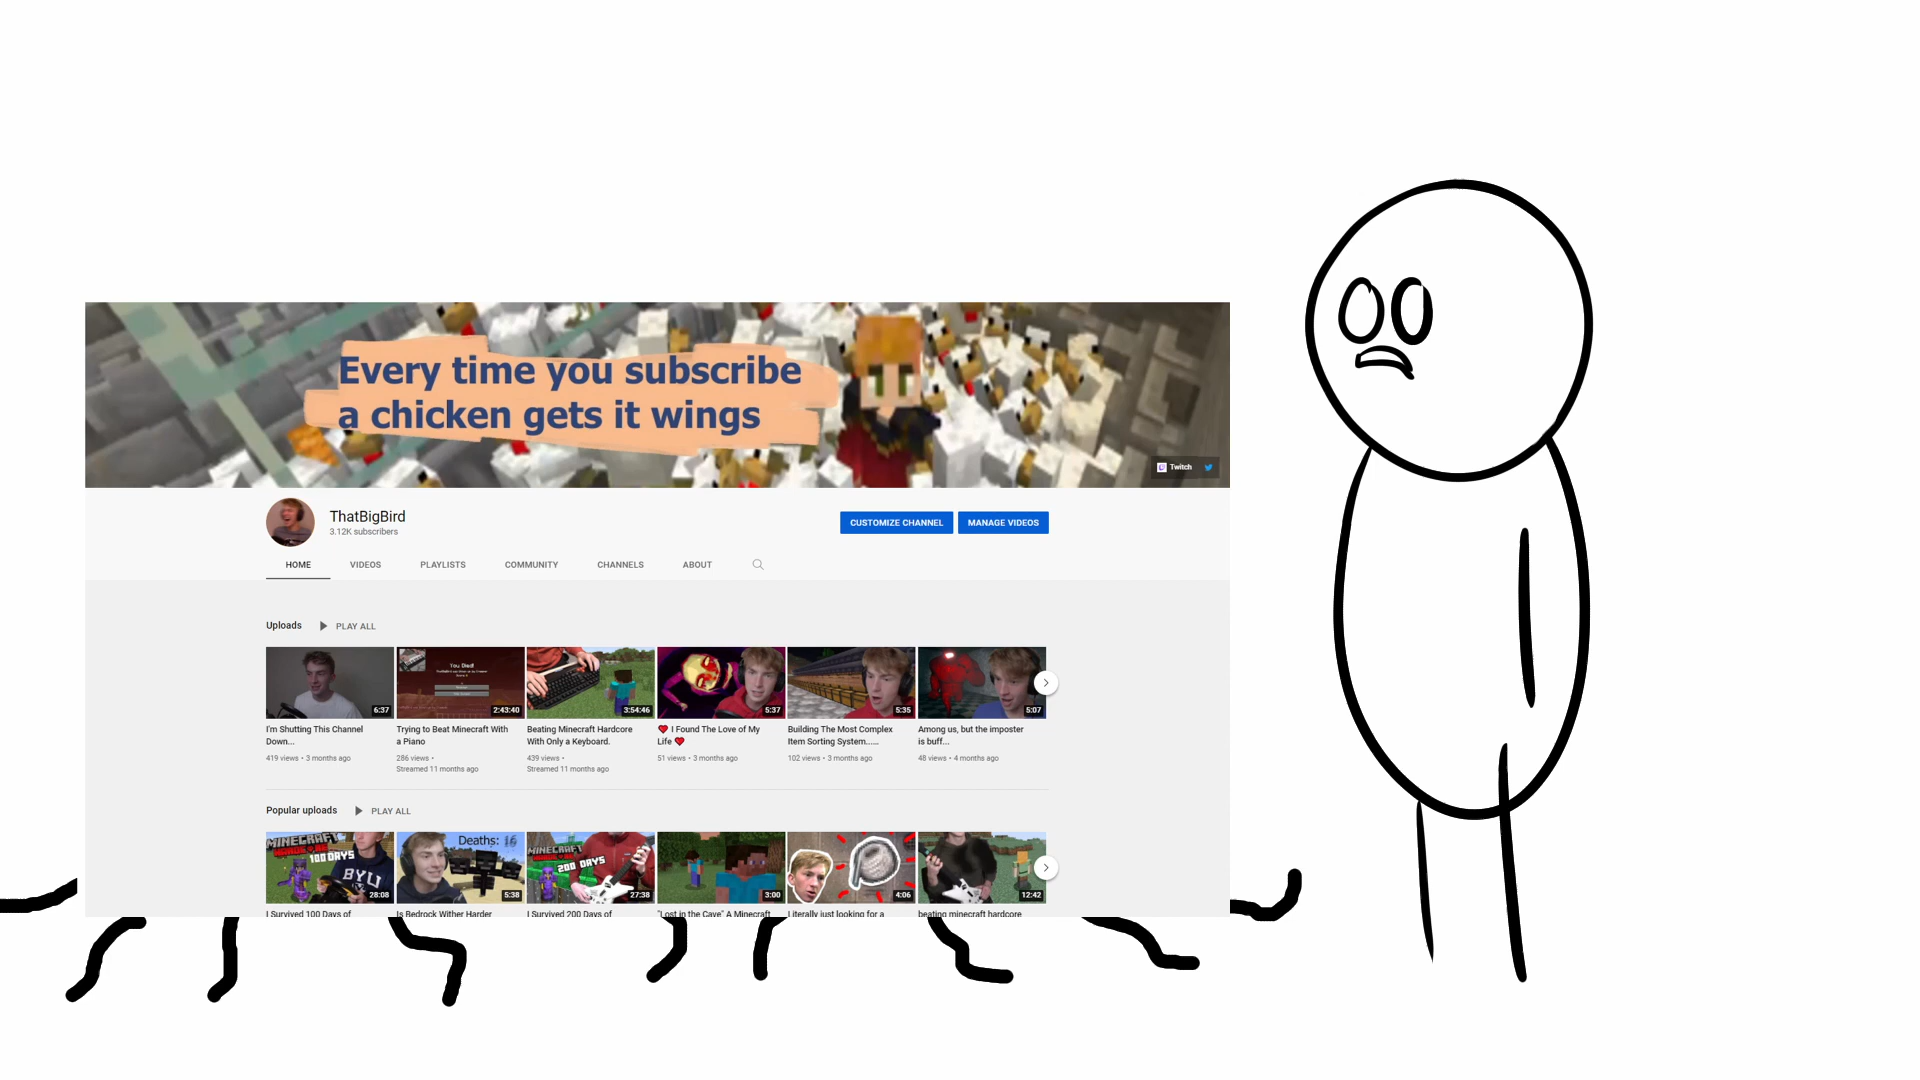 Every time you subscribe
a chicken gets it wings
Twitch
ThatBigBird
3.12K subscribers
CUSTOMIZE CHANNEL MANAGE VIDEOS
HOME VIDEOS PLAYLISTS COMMUNITY CHANNELS ABOUT
Uploads PLAY ALL
You Died!
6:37 2:43:40 3:54:46 5:37 5:35 5:07
I'm Shutting This Channel
Down...
419 views • 3 months ago
Trying to Beat Minecraft With
a Piano
286 views •
Streamed 11 months ago
Beating Minecraft Hardcore
With Only a Keyboard.
439 views •
Streamed 11 months ago
❤ I Found The Love of My
Life ❤
51 views • 3 months ago
Building The Most Complex
Item Sorting System......
102 views • 3 months ago
Among us, but the imposter
is buff...
48 views • 4 months ago
Popular uploads PLAY ALL
MINECRAFT
100 DAYS
BYU
28:08
Deaths: 16
5:38
MINECRAFT
200 DAYS
27:38
3:00
4:06
12:42
I Survived 100 Days of
Is Bedrock Wither Harder
I Survived 200 Days of
"Lost in the Cave" A Minecraft
Literally just looking for a
beating minecraft hardcore